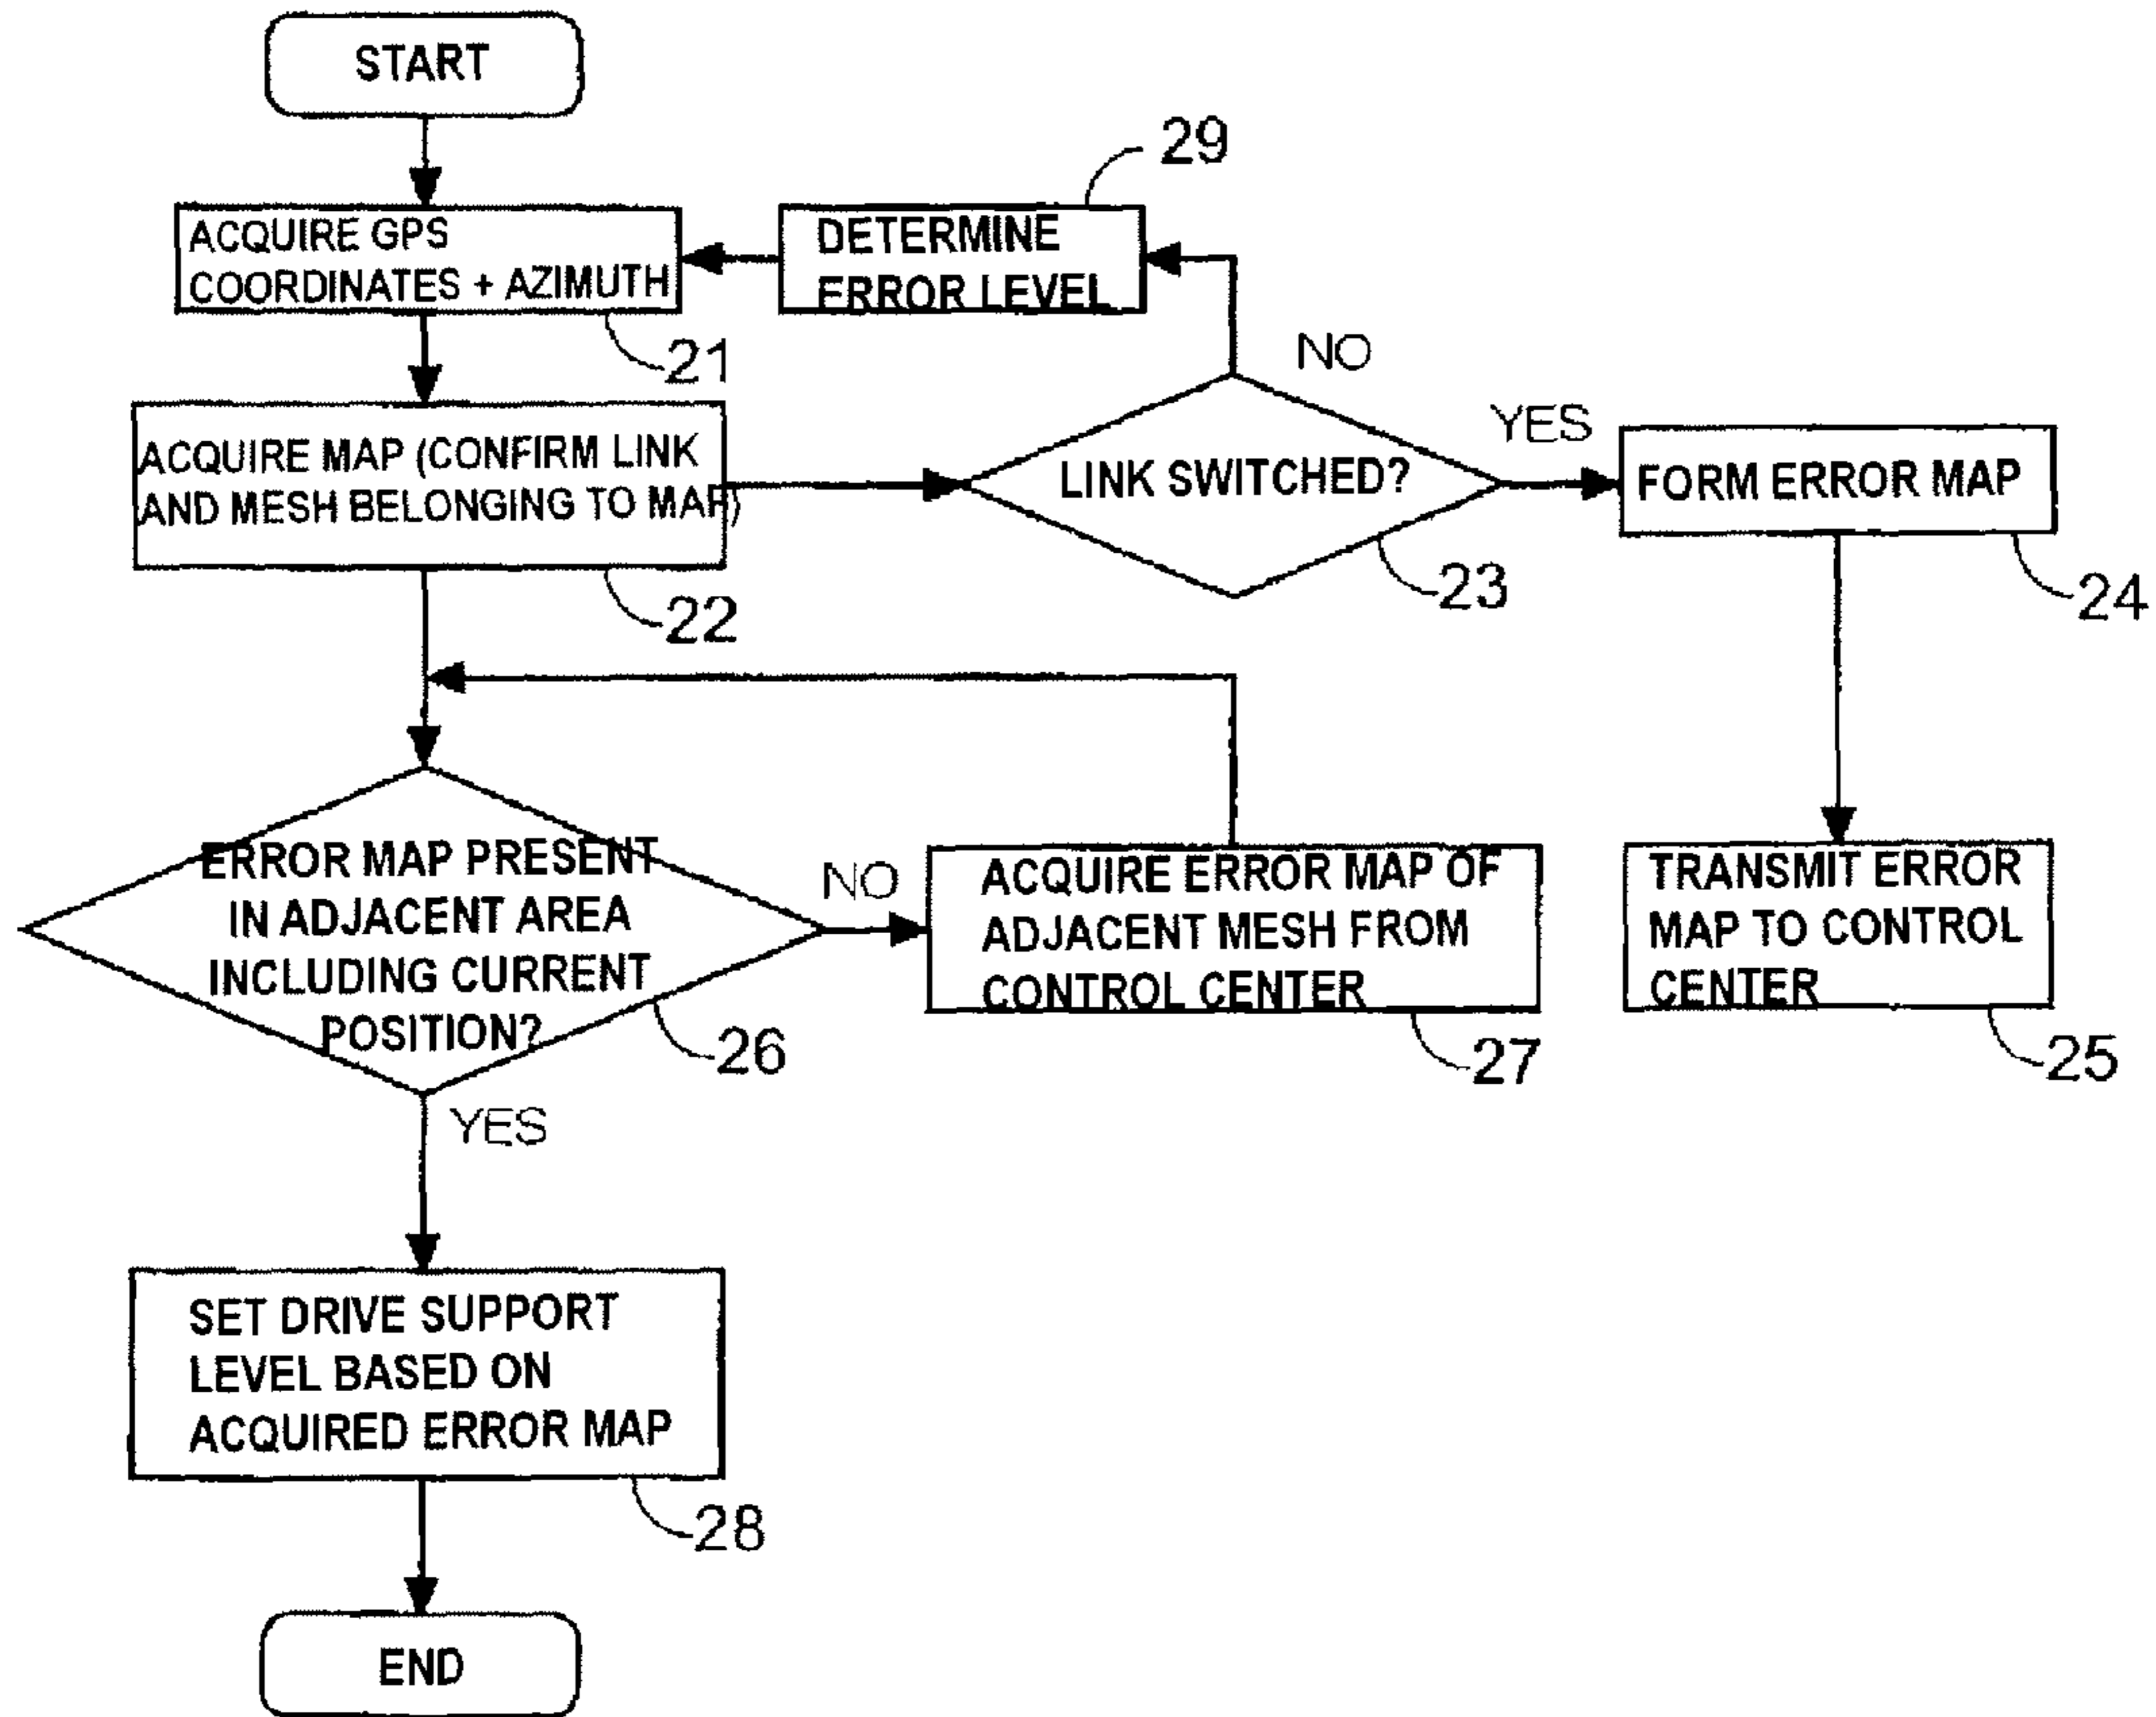 START
29
ACQUIRE GPS
COORDINATES + AZIMUTH
DETERMINE
ERROR LEVEL
21
NO
YES
ACQUIRE MAP (CONFIRM LINK
AND MESH BELONGING TO MAP)
LINK SWITCHED?
FORM ERROR MAP
22
23
24
ERROR MAP PRESENT
IN ADJACENT AREA
INCLUDING CURRENT
POSITION?
NO
ACQUIRE ERROR MAP OF
ADJACENT MESH FROM
CONTROL CENTER
TRANSMIT ERROR
MAP TO CONTROL
CENTER
26
27
25
YES
SET DRIVE SUPPORT
LEVEL BASED ON
ACQUIRED ERROR MAP
28
END